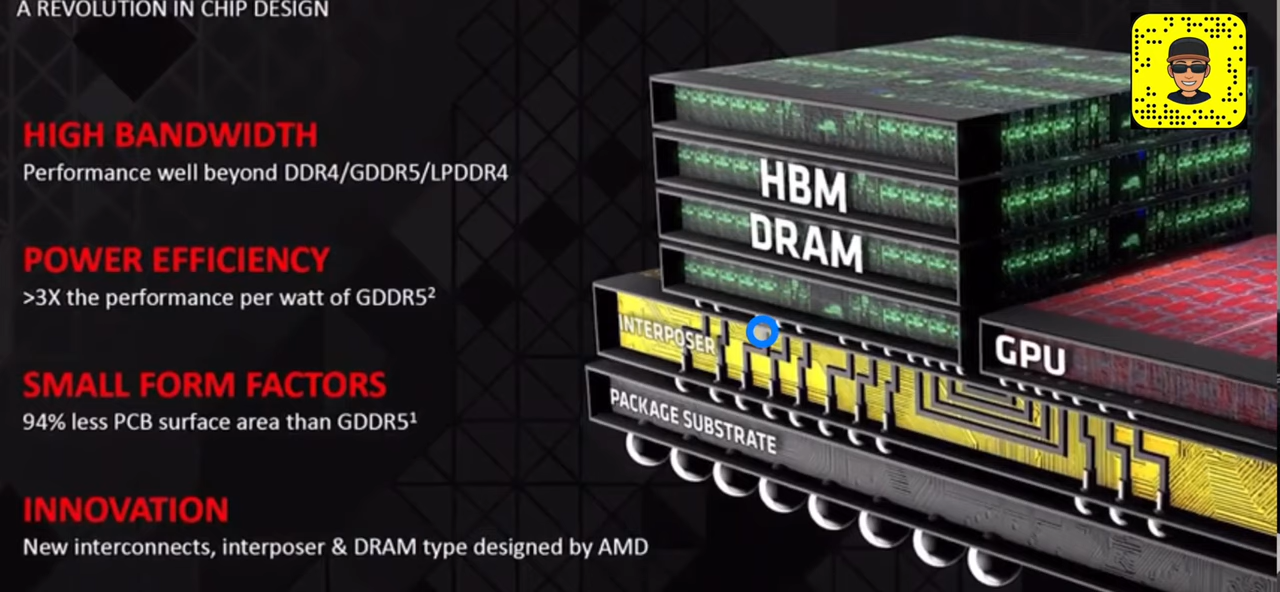 A REVOLUTION IN CHIP DESIGN
HIGH BANDWIDTH
Performance well beyond DDR4/GDDR5/LPDDR4
POWER EFFICIENCY
>3X the performance per watt of GDDR5²
SMALL FORM FACTORS
94% less PCB surface area than GDDR5¹
INNOVATION
New interconnects, interposer & DRAM type designed by AMD
HBM
DRAM
INTERPOSER
GPU
PACKAGE SUBSTRATE